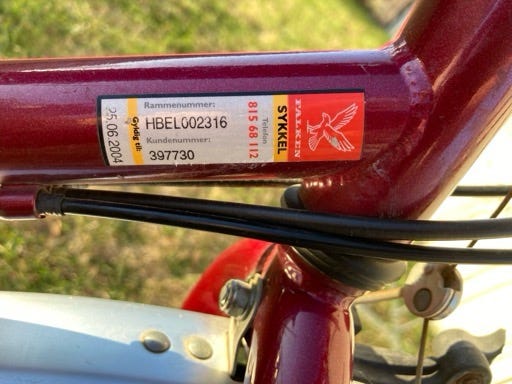 25.06.2004
Gyldig til:
Rammenummer:
HBEL002316
Kundenummer:
397730
Telefon
815 68 112
SYKKEL
FALKEN